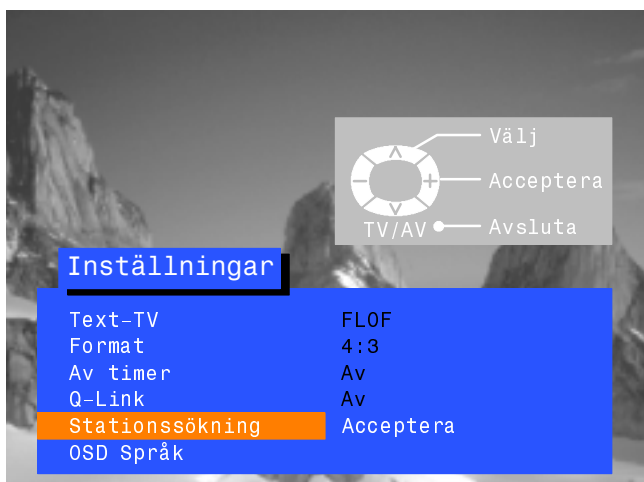 Välj
Acceptera
TV/AV Avsluta
Inställningar
Text-TV FLOF
Format 4:3
Av timer Av
Q-Link Av
Stationssökning Acceptera
OSD Språk